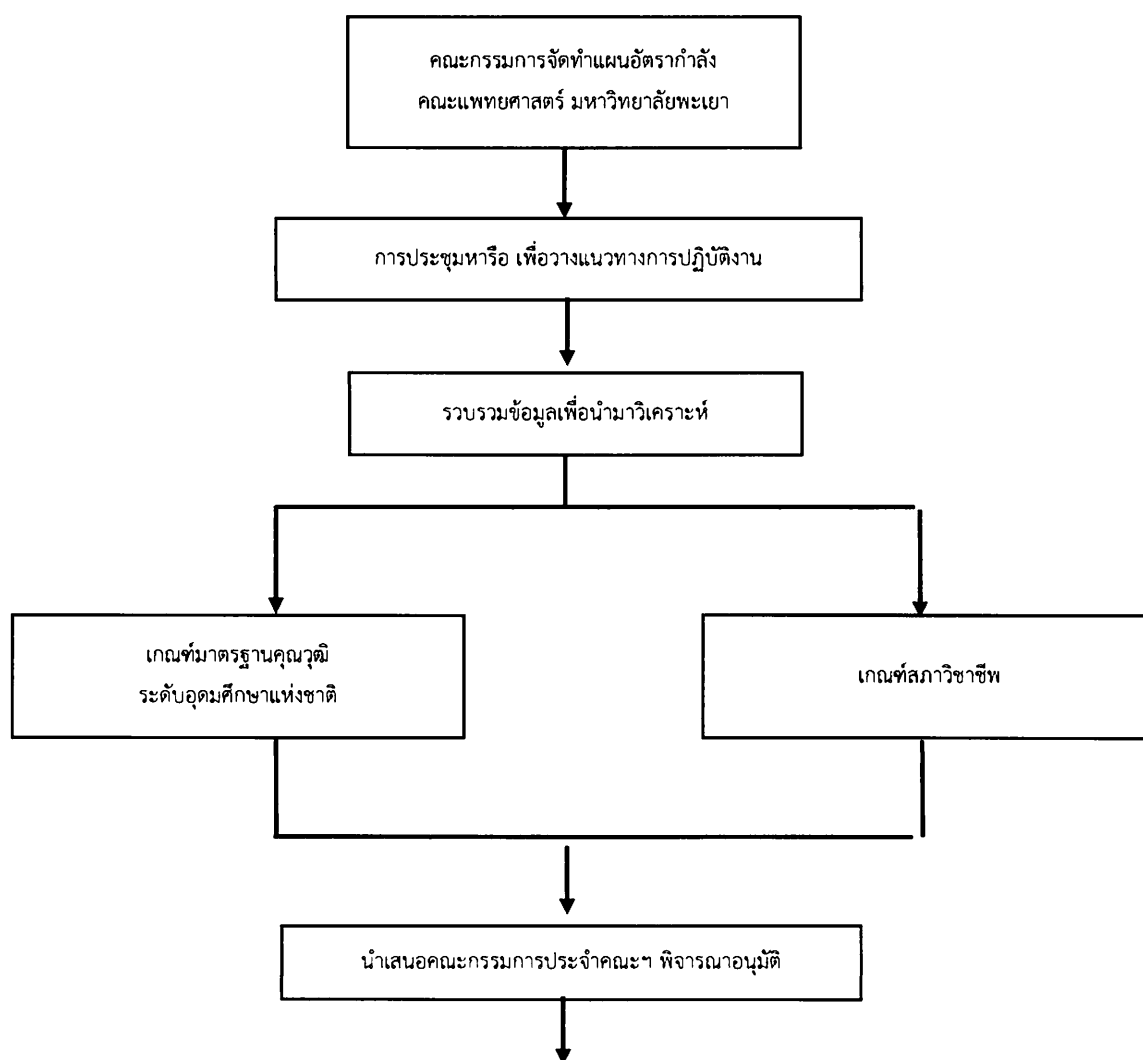 คณะกรรมการจัดทำแผนอัตรากำลัง
คณะแพทยศาสตร์ มหาวิทยาลัยพะเยา
การประชุมหารือ เพื่อวางแนวทางการปฏิบัติงาน
รวบรวมข้อมูลเพื่อนำมาวิเคราะห์
เกณฑ์มาตรฐานคุณวุฒิ
ระดับอุดมศึกษาแห่งชาติ
เกณฑ์สภาวิชาชีพ
นำเสนอคณะกรรมการประจำคณะฯ พิจารณาอนุมัติ